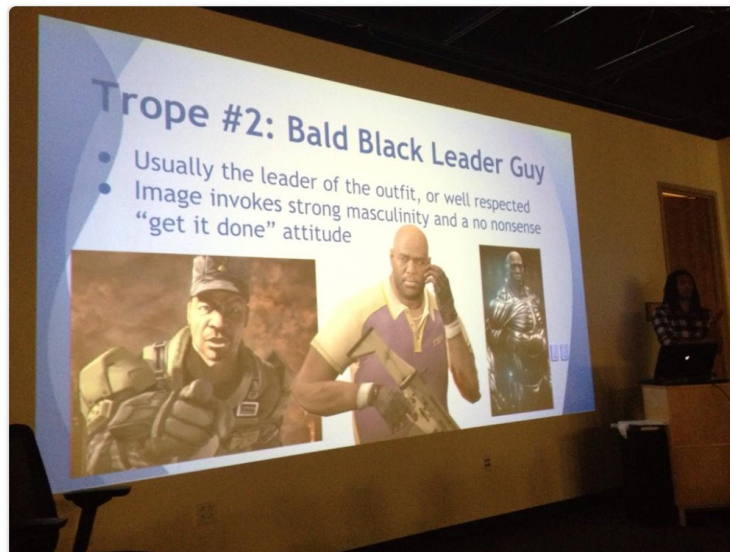 Trope #2: Bald Black Leader Guy
• Usually the leader of the outfit, or well respected
• Image invokes strong masculinity and a no nonsense
“get it done” attitude